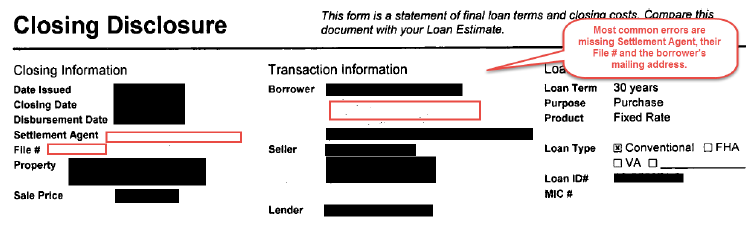 Closing Disclosure
This form is a statement of final loan terms and closing costs. Compare this
document with your Loan Estimate.
Most common errors are
missing Settlement Agent, their
File # and the borrower's
mailing address.
Closing Information
Date Issued
Closing Date
Disbursement Date
Settlement Agent
File #
Property
Sale Price
Transaction Information
Borrower
Seller
Lender
Loan Term 30 years
Purpose Purchase
Product Fixed Rate
Loan Type ☒ Conventional ☐ FHA
☐ VA ☐
Loan ID#
MIC #